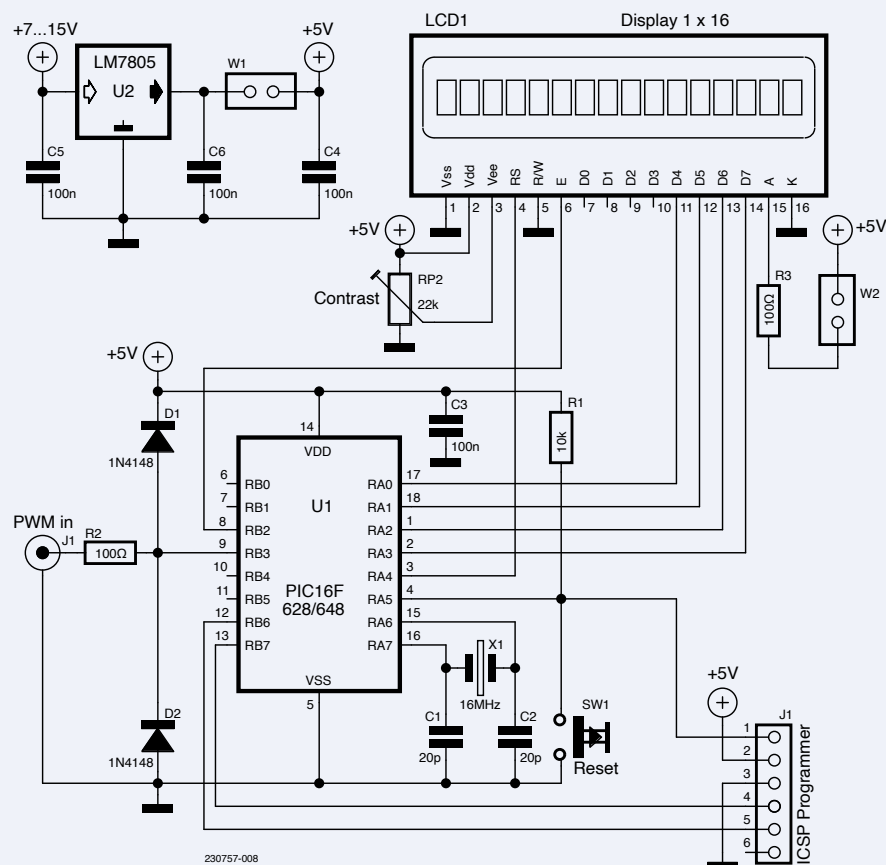 +7...15V
LM7805
U2
W1
+5V
C5
100n
C6
100n
C4
100n
LCD1
Display 1 x 16
Vss
Vdd
Vee
RS
R/W
E
D0
D1
D2
D3
D4
D5
D6
D7
A
K
1
2
3
4
5
6
7
8
9
10
11
12
13
14
15
16
+5V
RP2
22k
Contrast
R3
100Ω
+5V
W2
+5V
D1
1N4148
C3
100n
R1
10k
14
VDD
U1
PIC16F
628/648
VSS
5
6
RB0
7
RB1
8
RB2
9
RB3
10
RB4
11
RB5
12
RB6
13
RB7
RA0
17
RA1
18
RA2
1
RA3
2
RA4
3
RA5
4
RA6
15
RA7
16
PWM in
J1
R2
100Ω
X1
16MHz
C1
20p
C2
20p
D2
1N4148
SW1
Reset
+5V
J1
1
2
3
4
5
6
ICSP Programmer
230757-008